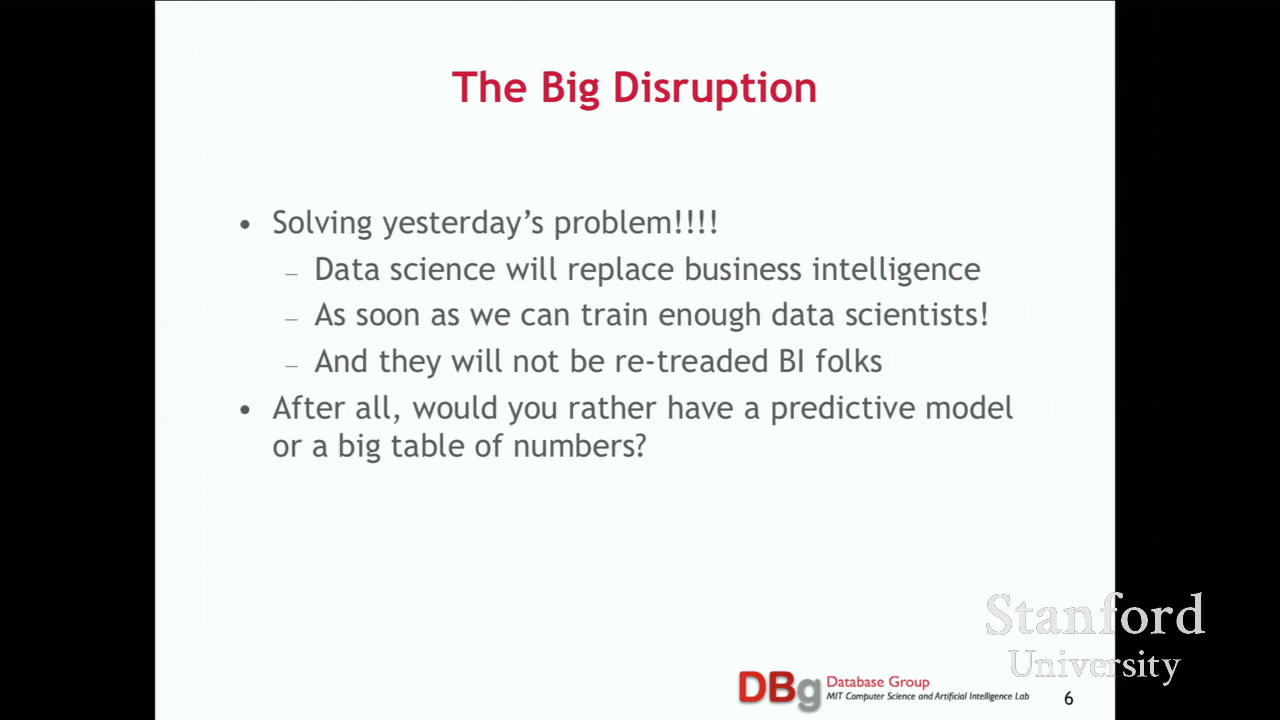 The Big Disruption
• Solving yesterday’s problem!!!!
– Data science will replace business intelligence
– As soon as we can train enough data scientists!
– And they will not be re-treaded BI folks
• After all, would you rather have a predictive model
or a big table of numbers?
Stanford
University
DBg
Database Group
MIT Computer Science and Artificial Intelligence Lab
6